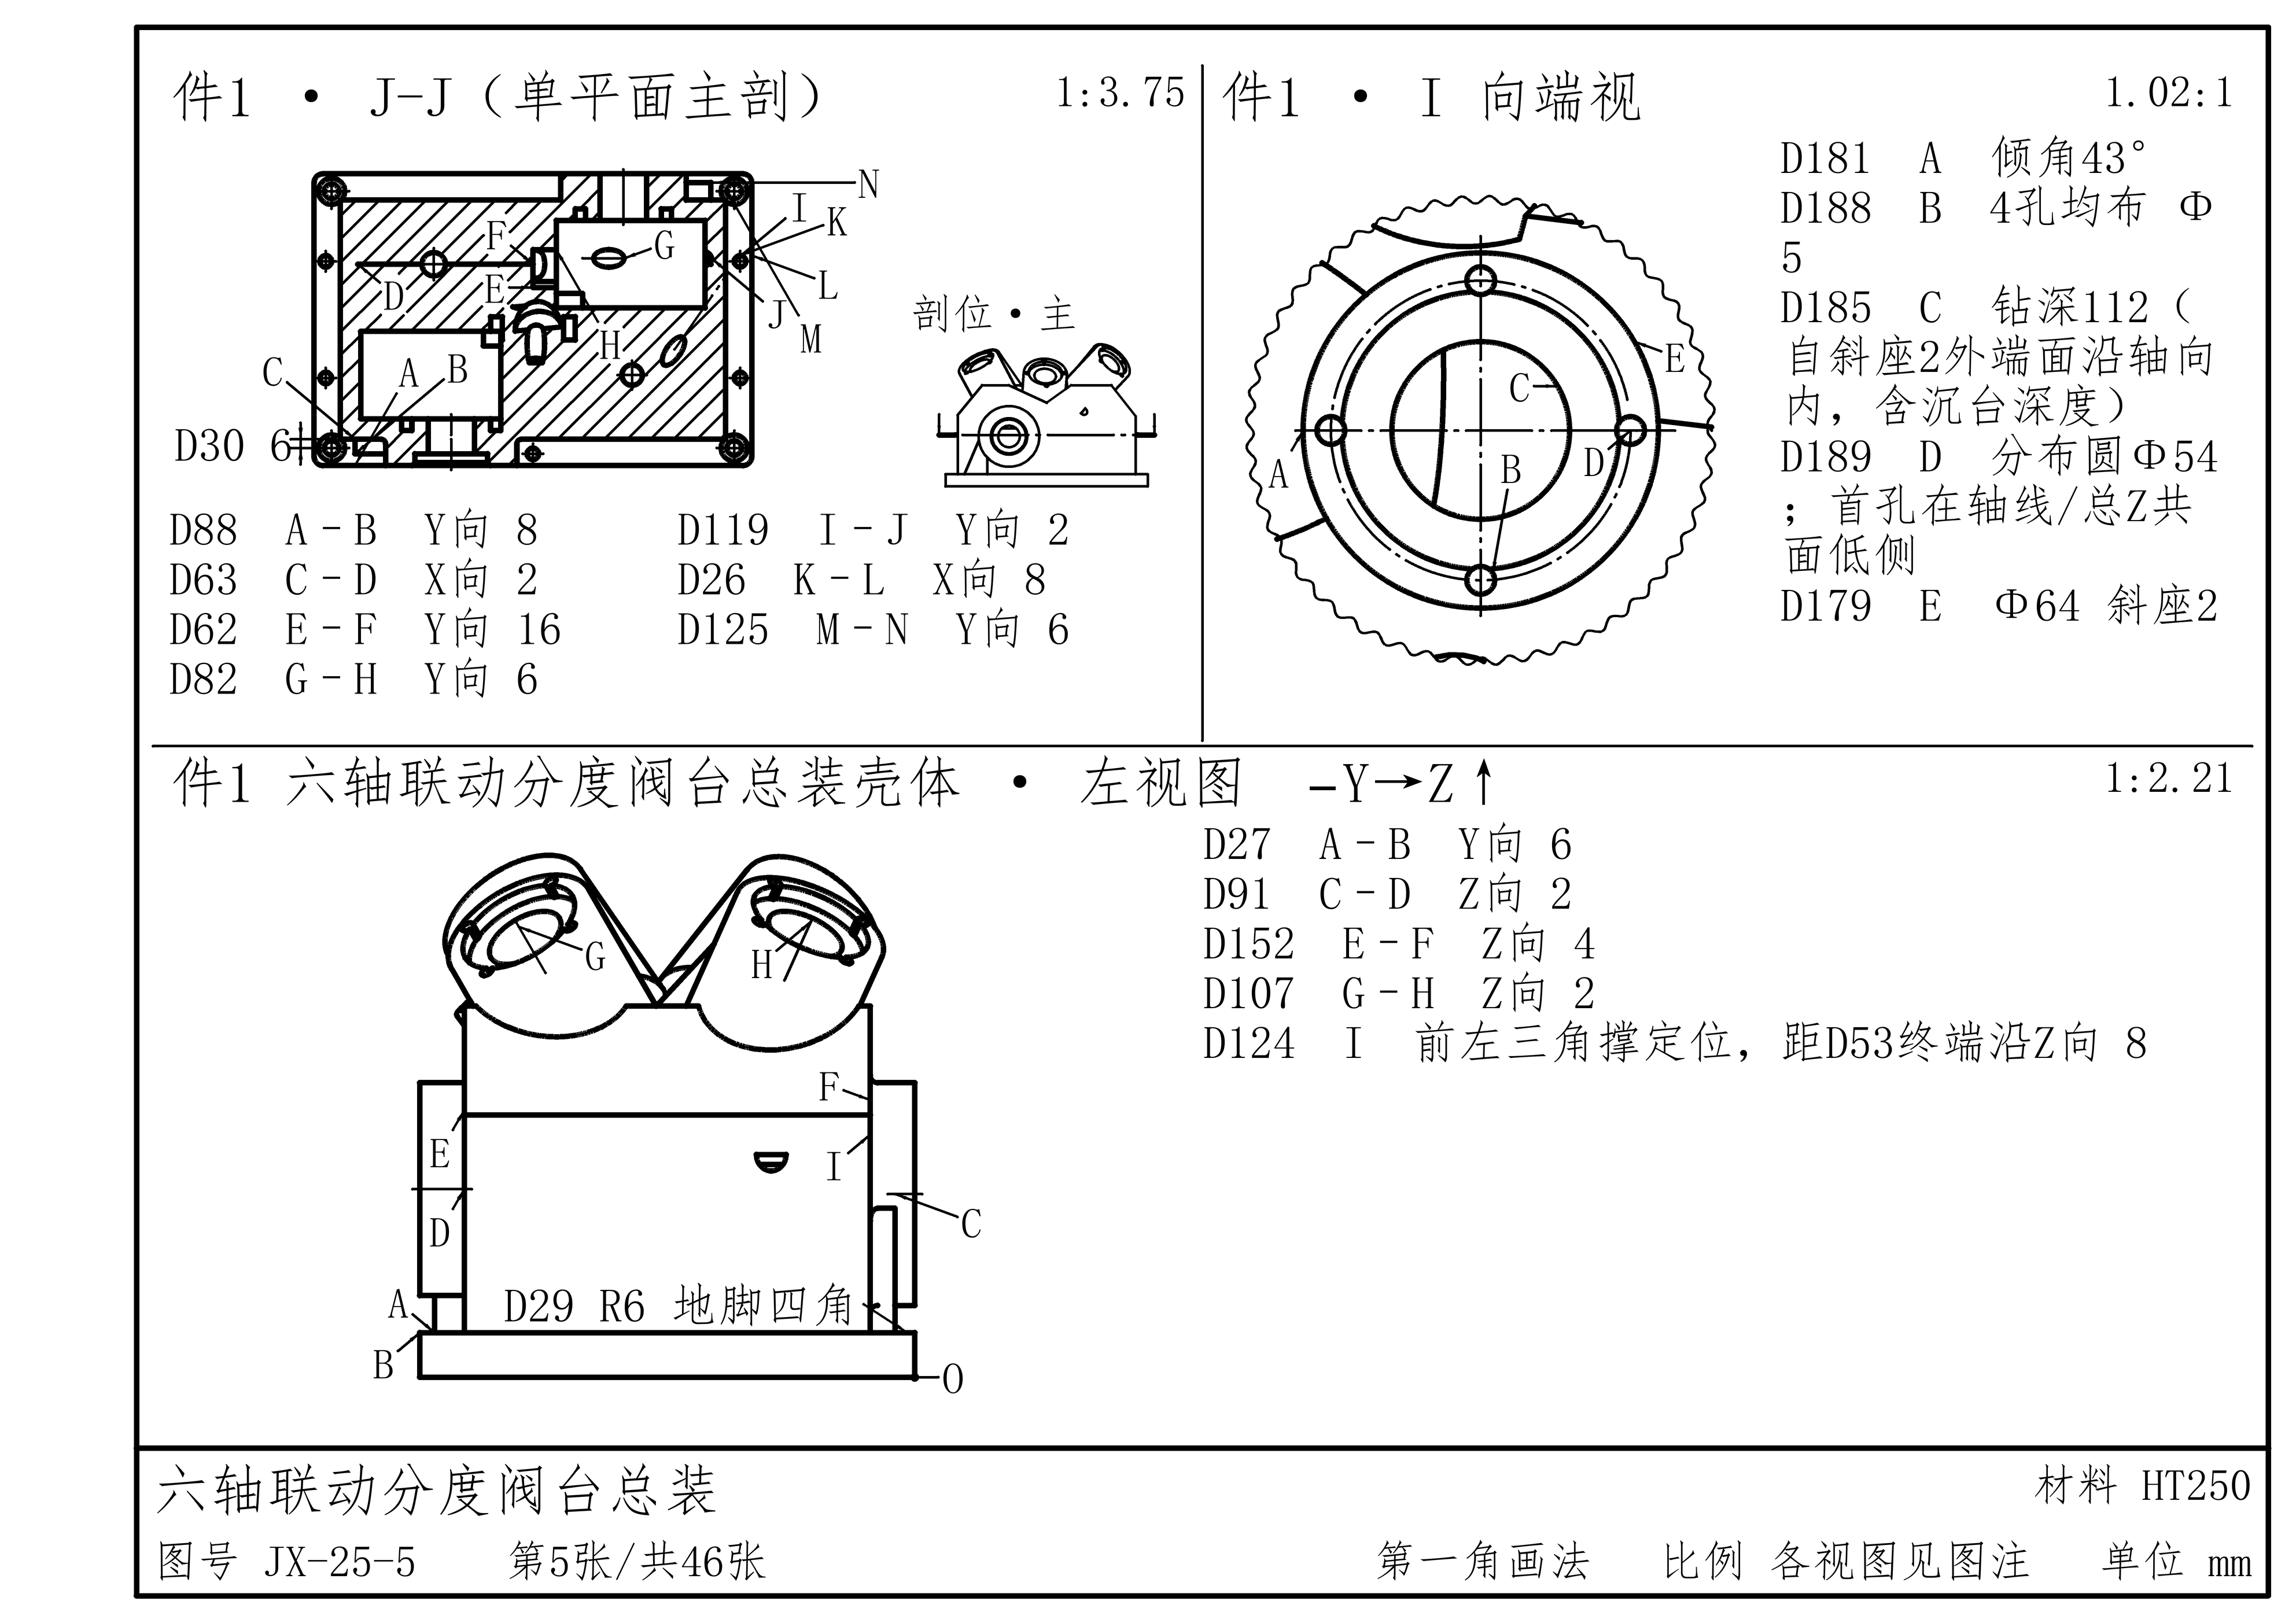 件1 · J-J（单平面主剖） 1:3.75
N
I
K
F
G
E
D
L
J
H
M
C
A
B
D30 6
剖位·主
D88 A-B Y向 8
D63 C-D X向 2
D62 E-F Y向 16
D82 G-H Y向 6
D119 I-J Y向 2
D26 K-L X向 8
D125 M-N Y向 6
件1 · I 向端视 1.02:1
E
C
A
B
D
D181 A 倾角43°
D188 B 4孔均布 Φ
5
D185 C 钻深112（
自斜座2外端面沿轴向
内，含沉台深度）
D189 D 分布圆Φ54
；首孔在轴线/总Z共
面低侧
D179 E Φ64 斜座2
件1 六轴联动分度阀台总装壳体 · 左视图 -Y→Z↑ 1:2.21
G
H
F
E
I
D
C
A
D29 R6 地脚四角
B
O
D27 A-B Y向 6
D91 C-D Z向 2
D152 E-F Z向 4
D107 G-H Z向 2
D124 I 前左三角撑定位，距D53终端沿Z向 8
六轴联动分度阀台总装 材料 HT250
图号 JX-25-5 第5张/共46张 第一角画法 比例 各视图见图注 单位 mm